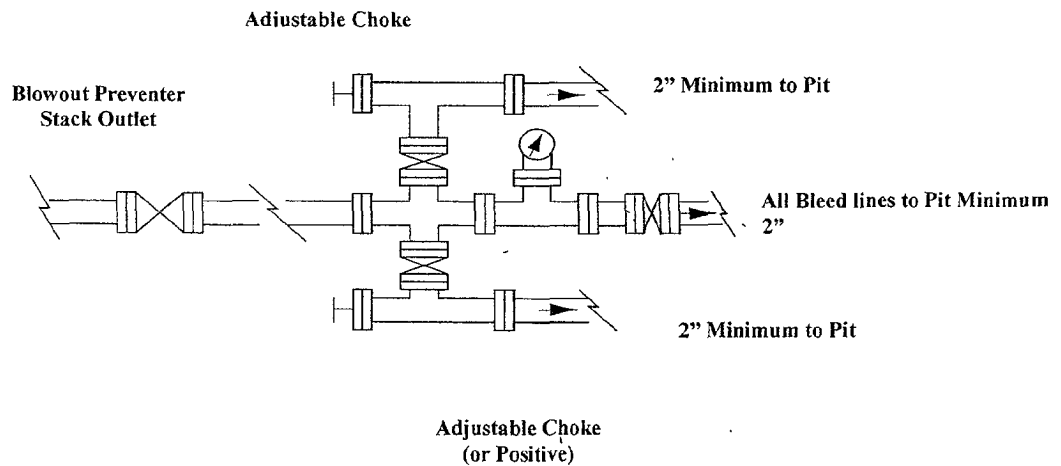 Adjustable Choke
Blowout Preventer
Stack Outlet
2” Minimum to Pit
All Bleed lines to Pit Minimum
2”
2” Minimum to Pit
Adjustable Choke
(or Positive)